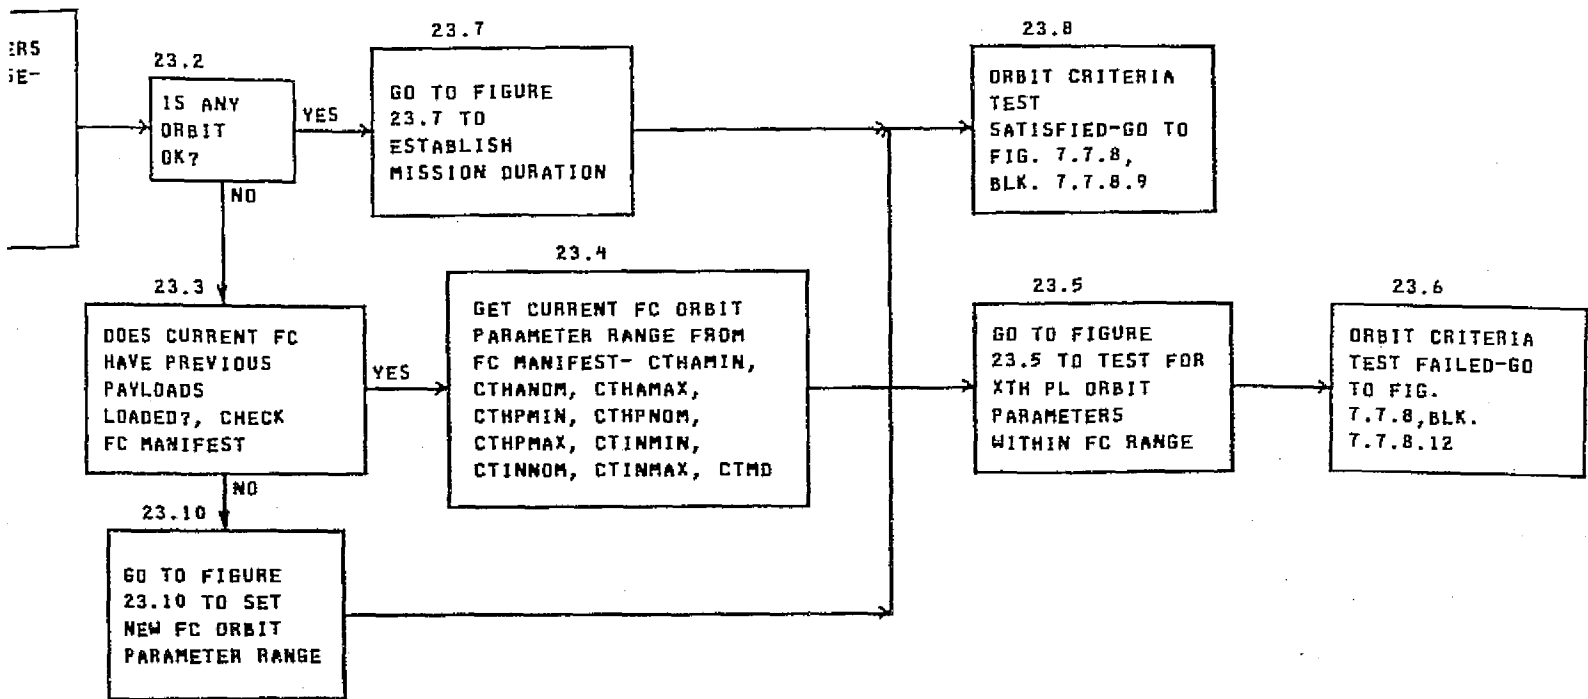 ERS
GE-
23.2
IS ANY
ORBIT
OK?
YES
NO
23.7
GO TO FIGURE
23.7 TO
ESTABLISH
MISSION DURATION
23.8
ORBIT CRITERIA
TEST
SATISFIED-GO TO
FIG. 7.7.8,
BLK. 7.7.8.9
23.3
DOES CURRENT FC
HAVE PREVIOUS
PAYLOADS
LOADED?, CHECK
FC MANIFEST
YES
NO
23.4
GET CURRENT FC ORBIT
PARAMETER RANGE FROM
FC MANIFEST- CTHAMIN,
CTHANOM, CTHAMAX,
CTHPMIN, CTHPNOM,
CTHPMAX, CTINMIN,
CTINNOM, CTINMAX, CTMD
23.5
GO TO FIGURE
23.5 TO TEST FOR
XTH PL ORBIT
PARAMETERS
WITHIN FC RANGE
23.6
ORBIT CRITERIA
TEST FAILED-GO
TO FIG.
7.7.8,BLK.
7.7.8.12
23.10
GO TO FIGURE
23.10 TO SET
NEW FC ORBIT
PARAMETER RANGE